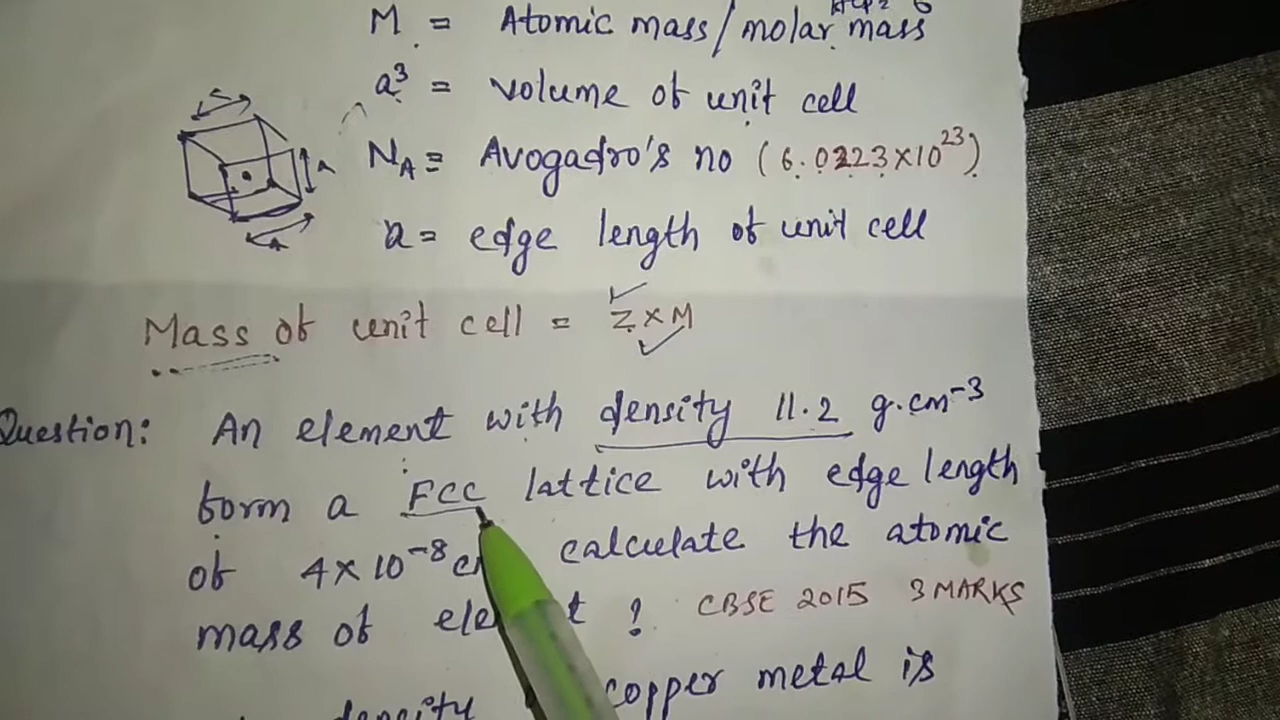 M = Atomic mass/molar mass
a³ = volume of unit cell
N_A = Avogadro's no (6.0223×10²³)
a = edge length of unit cell
a
Mass of unit cell = Z×M
Question: An element with density 11.2 g.cm⁻³
form a FCC lattice with edge length
of 4×10⁻⁸ calculate the atomic
mass of ? CBSE 2015 3 MARKS
density copper metal is